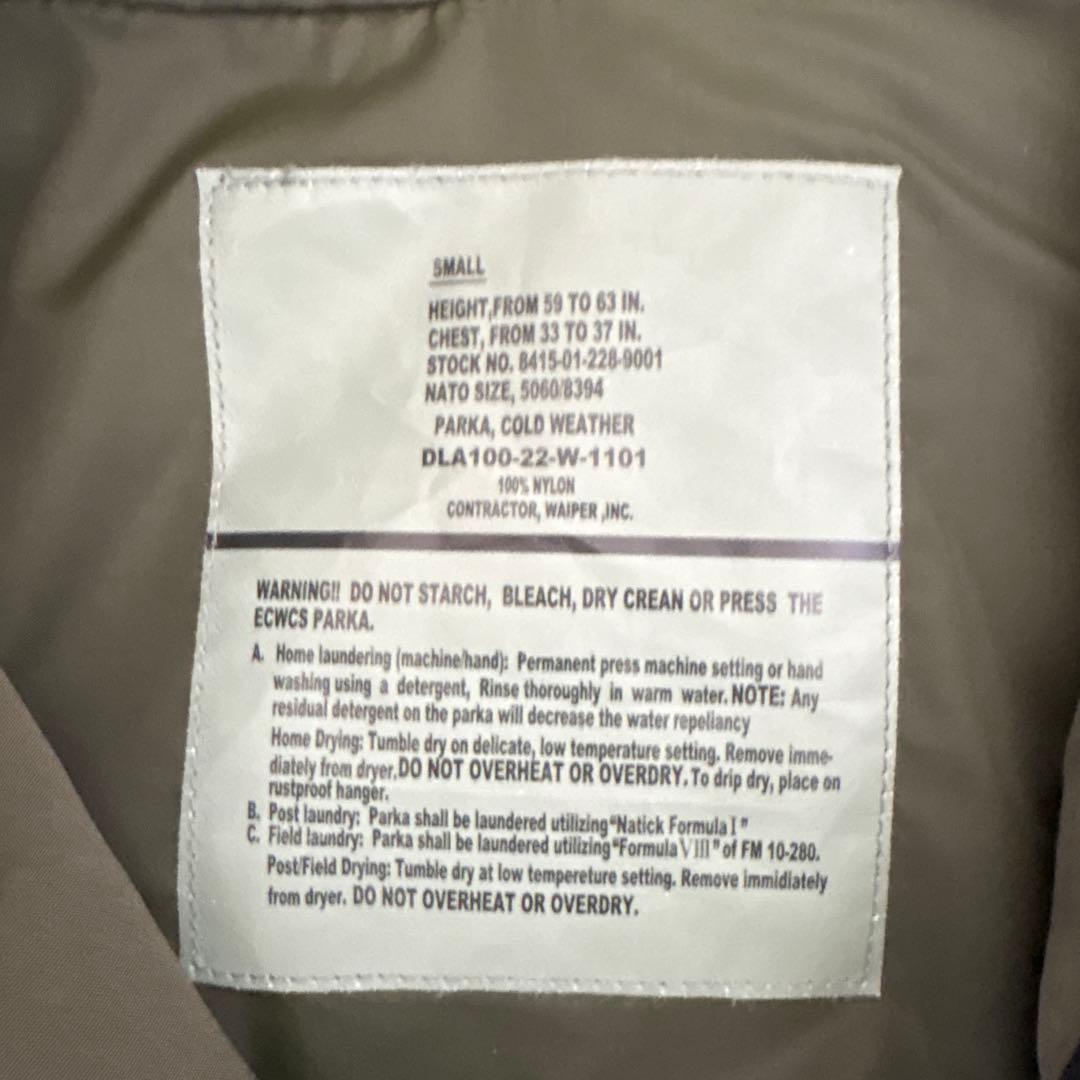 SMALL
HEIGHT,FROM 59 TO 63 IN.
CHEST, FROM 33 TO 37 IN.
STOCK NO. 8415-01-228-9001
NATO SIZE, 5060/8394
PARKA, COLD WEATHER
DLA100-22-W-1101
100% NYLON
CONTRACTOR, WAIPER ,INC.
WARNING!! DO NOT STARCH, BLEACH, DRY CREAN OR PRESS THE
ECWCS PARKA.
A. Home laundering (machine/hand): Permanent press machine setting or hand
washing using a detergent, Rinse thoroughly in warm water. NOTE: Any
residual detergent on the parka will decrease the water repeliancy
Home Drying: Tumble dry on delicate, low temperature setting. Remove imme-
diately from dryer,DO NOT OVERHEAT OR OVERDRY. To drip dry, place on
rustproof hanger.
B. Post laundry: Parka shall be laundered utilizing "Natick Formula I"
C. Field laundry: Parka shall be laundered utilizing "Formula VIII" of FM 10-280.
Post/Field Drying: Tumble dry at low tempereture setting. Remove immidiately
from dryer. DO NOT OVERHEAT OR OVERDRY.